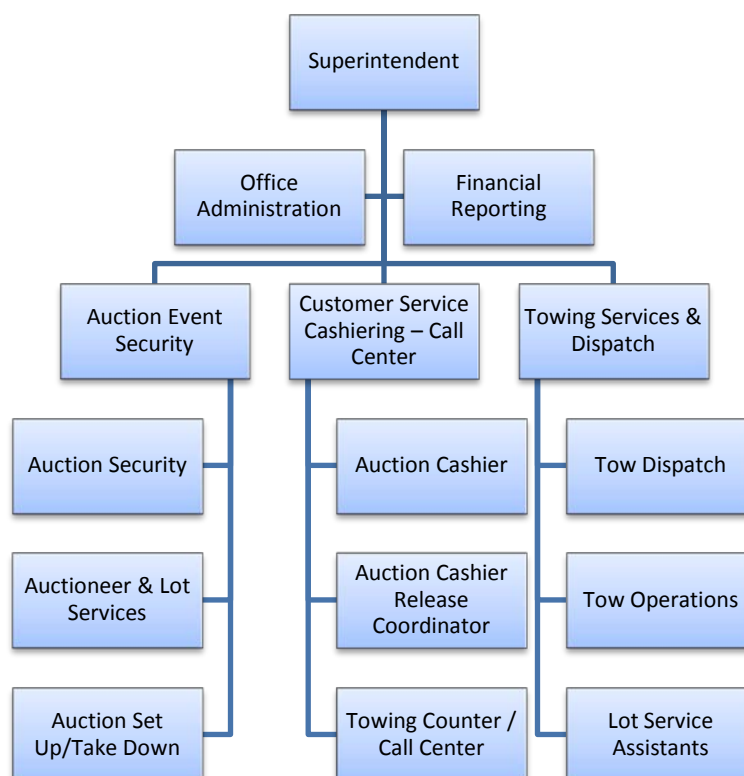 Superintendent
Office
Administration
Financial
Reporting
Auction Event
Security
Customer Service
Cashiering – Call
Center
Towing Services &
Dispatch
Auction Security
Auction Cashier
Tow Dispatch
Auctioneer & Lot
Services
Auction Cashier
Release
Coordinator
Tow Operations
Auction Set
Up/Take Down
Towing Counter /
Call Center
Lot Service
Assistants